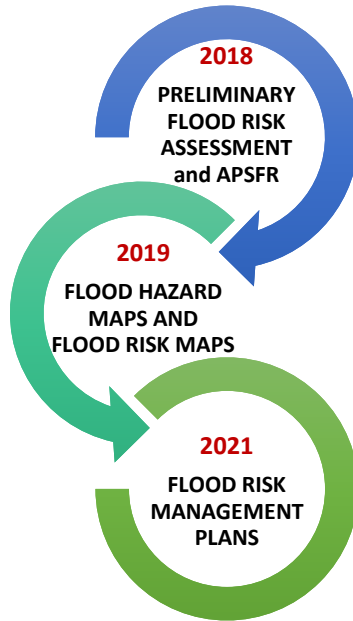 2018
PRELIMINARY
FLOOD RISK
ASSESSMENT
and APSFR
2019
FLOOD HAZARD
MAPS AND
FLOOD RISK MAPS
2021
FLOOD RISK
MANAGEMENT
PLANS